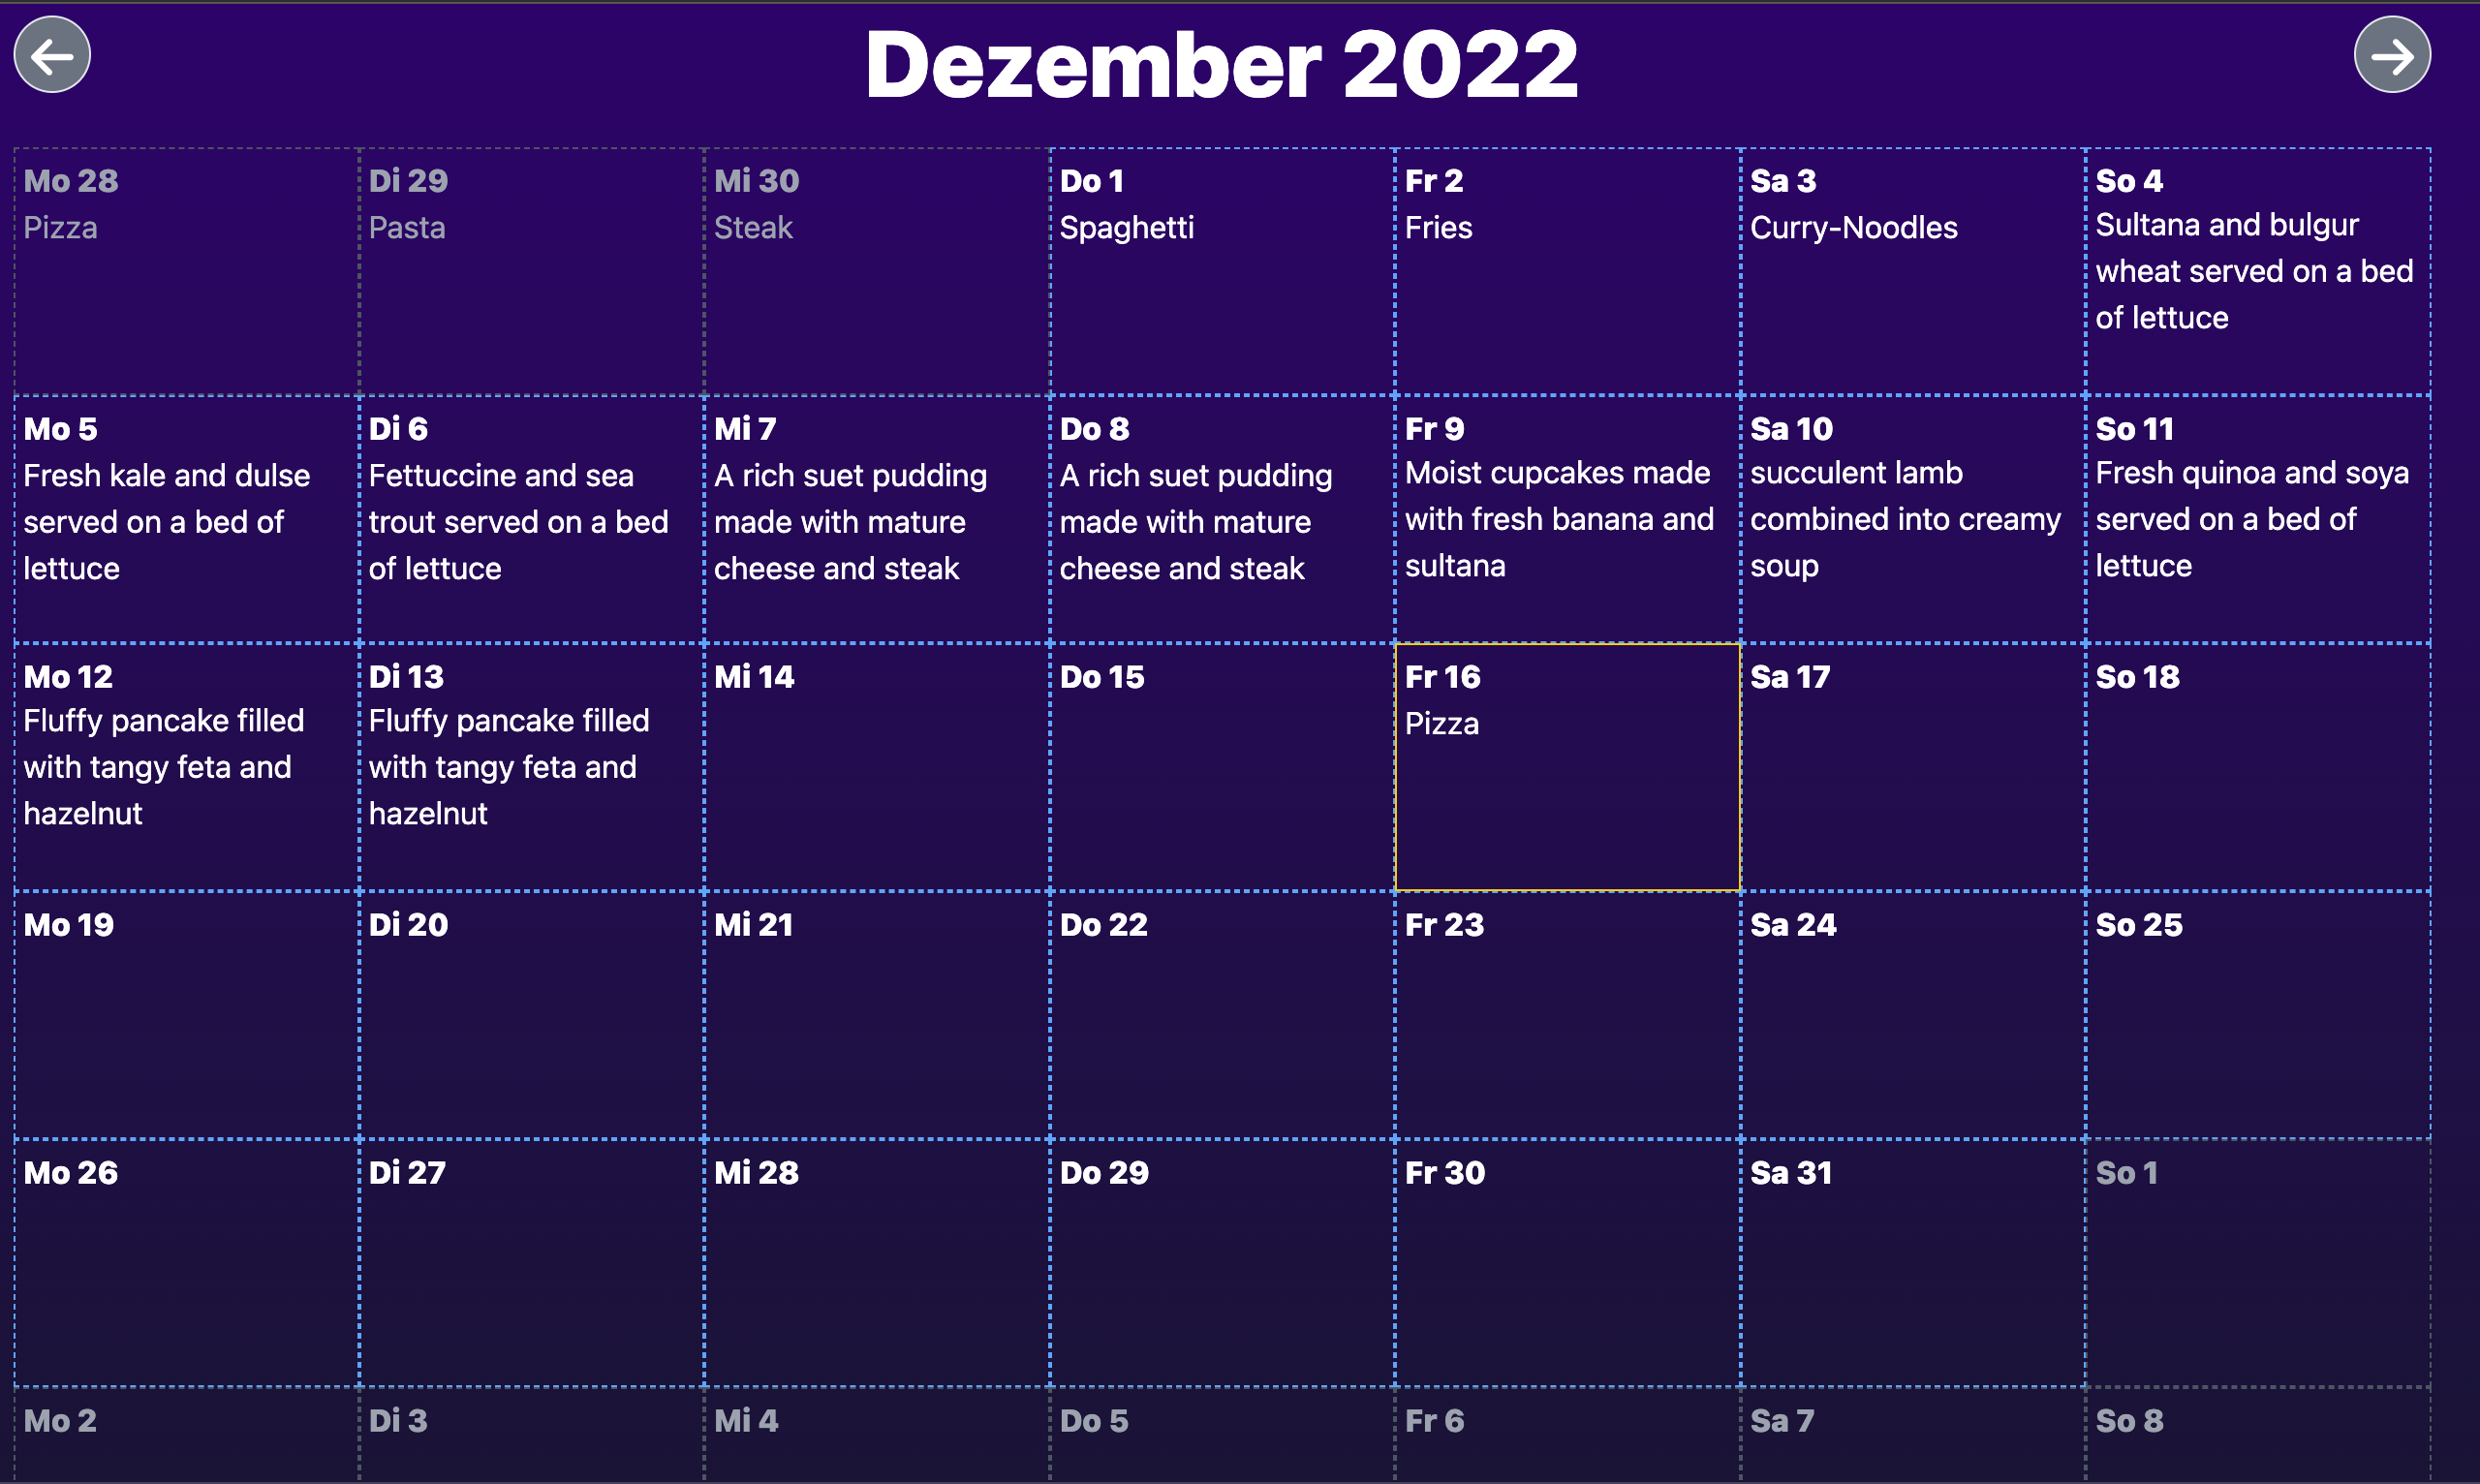 Dezember 2022
Mo 28
Pizza
Di 29
Pasta
Mi 30
Steak
Do 1
Spaghetti
Fr 2
Fries
Sa 3
Curry-Noodles
So 4
Sultana and bulgur
wheat served on a bed
of lettuce
Mo 5
Fresh kale and dulse
served on a bed of
lettuce
Di 6
Fettuccine and sea
trout served on a bed
of lettuce
Mi 7
A rich suet pudding
made with mature
cheese and steak
Do 8
A rich suet pudding
made with mature
cheese and steak
Fr 9
Moist cupcakes made
with fresh banana and
sultana
Sa 10
succulent lamb
combined into creamy
soup
So 11
Fresh quinoa and soya
served on a bed of
lettuce
Mo 12
Fluffy pancake filled
with tangy feta and
hazelnut
Di 13
Fluffy pancake filled
with tangy feta and
hazelnut
Mi 14
Do 15
Fr 16
Pizza
Sa 17
So 18
Mo 19
Di 20
Mi 21
Do 22
Fr 23
Sa 24
So 25
Mo 26
Di 27
Mi 28
Do 29
Fr 30
Sa 31
So 1
Mo 2
Di 3
Mi 4
Do 5
Fr 6
Sa 7
So 8